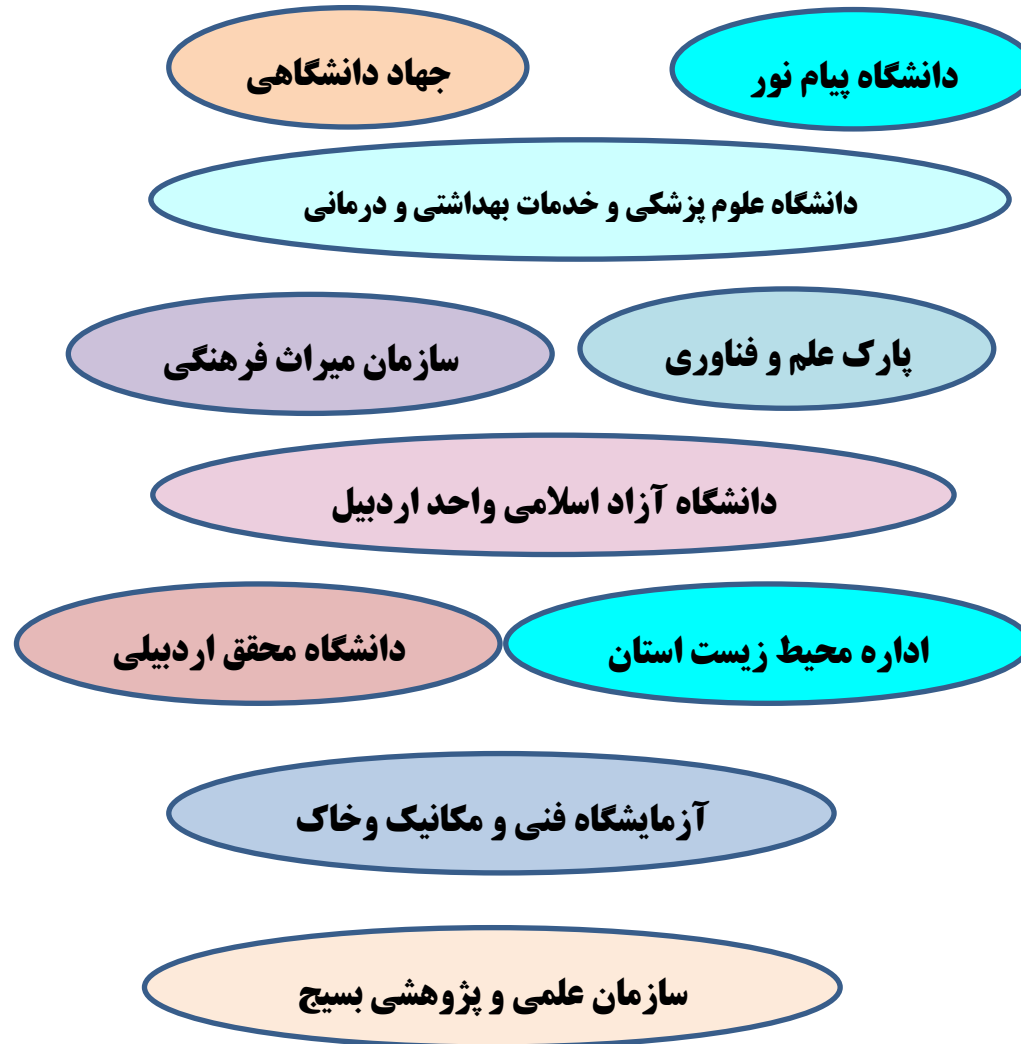 دانشگاه پیام نور
جهاد دانشگاهی
دانشگاه علوم پزشکی و خدمات بهداشتی و درمانی
پارک علم و فناوری
سازمان میراث فرهنگی
دانشگاه آزاد اسلامی واحد اردبیل
اداره محیط زیست استان
دانشگاه محقق اردبیلی
آزمایشگاه فنی و مکانیک وخاک
سازمان علمی و پژوهشی بسیج